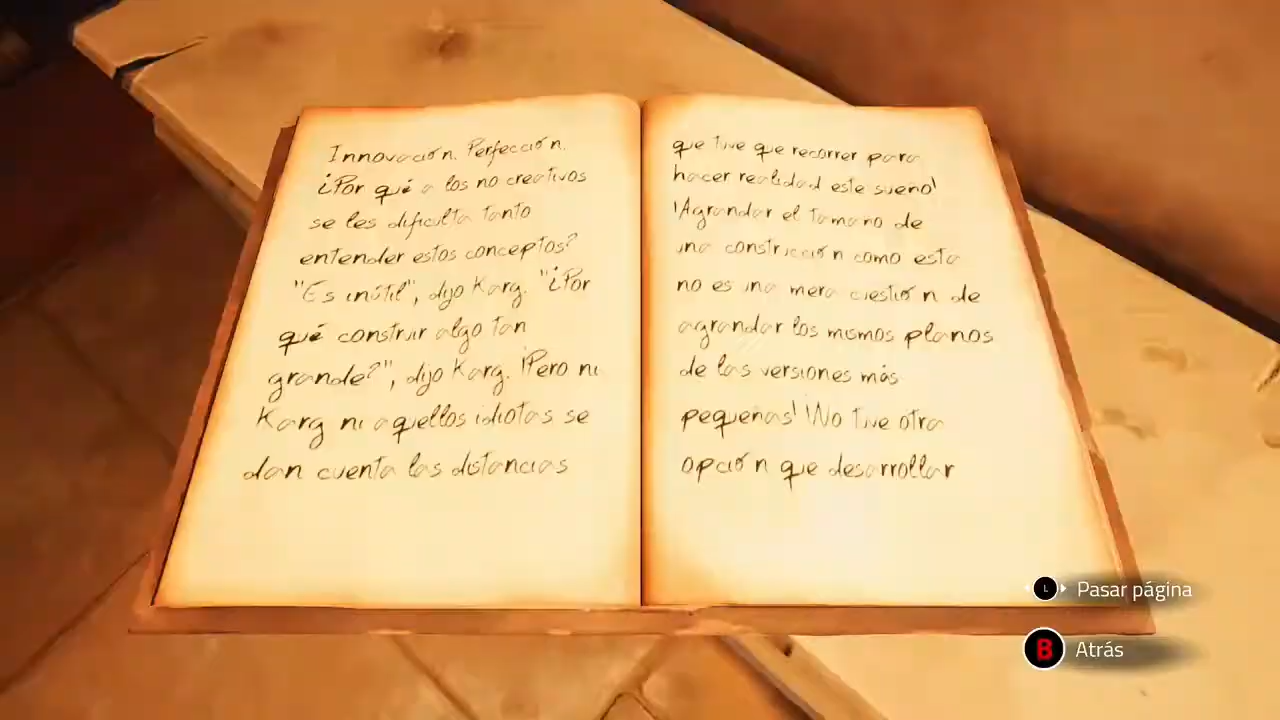 Innovación. Perfección.
¿Por qué a los no creativos
se les dificulta tanto
entender estos conceptos?
"Es inútil", dijo Karg. "¿Por
qué construir algo tan
grande?", dijo Karg. ¡Pero ni
Karg ni aquellos idiotas se
dan cuenta las distancias
que tuve que recorrer para
hacer realidad este sueño!
¡Agrandar el tamaño de
una construcción como esta
no es una mera cuestión de
agrandar los mismos planos
de las versiones más
pequeñas! ¡No tuve otra
opción que desarrollar
L Pasar página
B Atrás